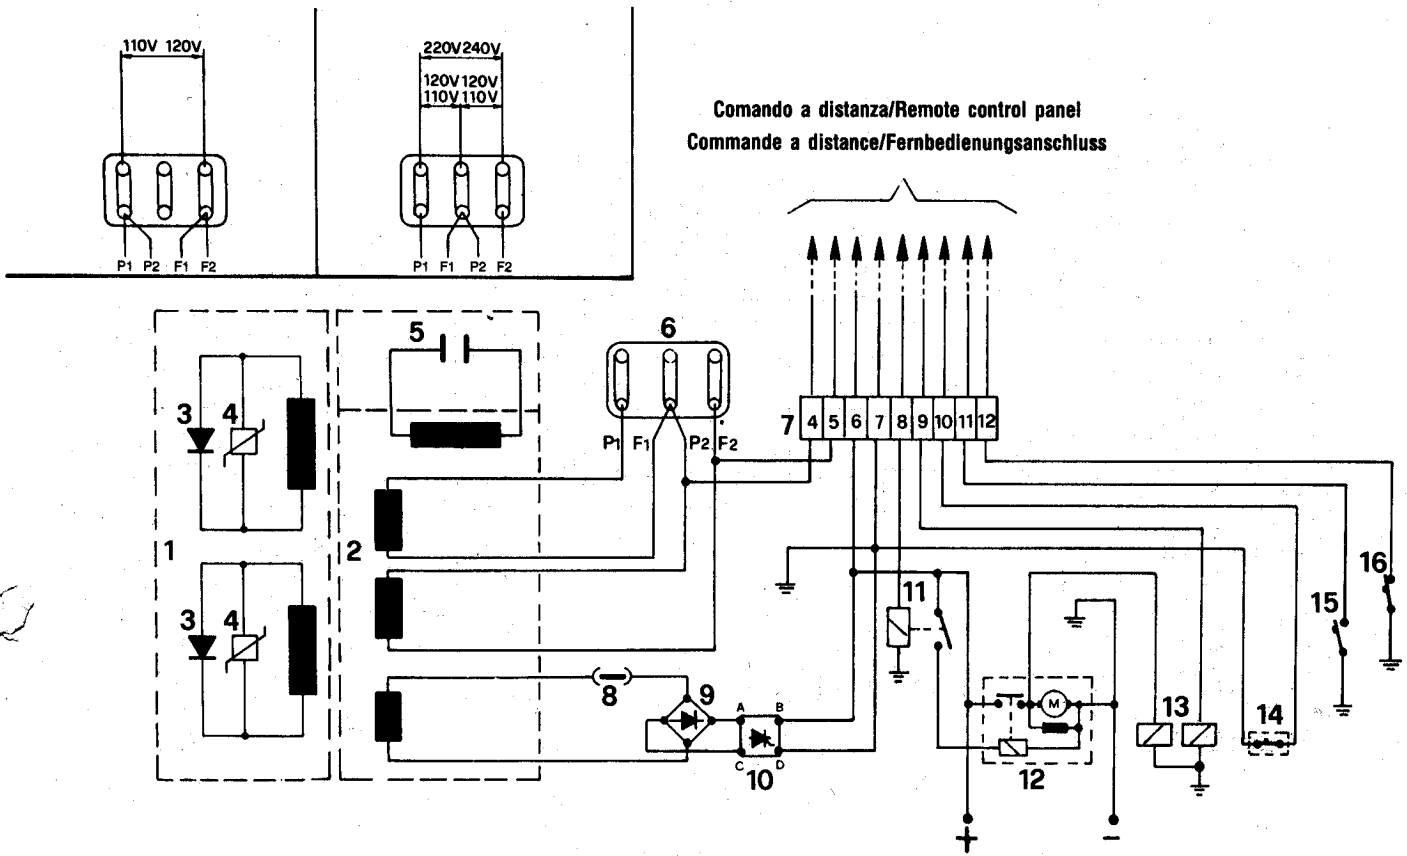 110V 120V
P1 P2 F1 F2
220V 240V
120V 120V
110V 110V
P1 F1 P2 F2
Comando a distanza/Remote control panel
Commande a distance/Fernbedienungsanschluss
5
6
3 4
7 4 5 6 7 8 9 10 11 12
P1 F1 P2 F2
1
2
11
16
15
3 4
8
9
A B
C D
10
M
12
13
14
+ −